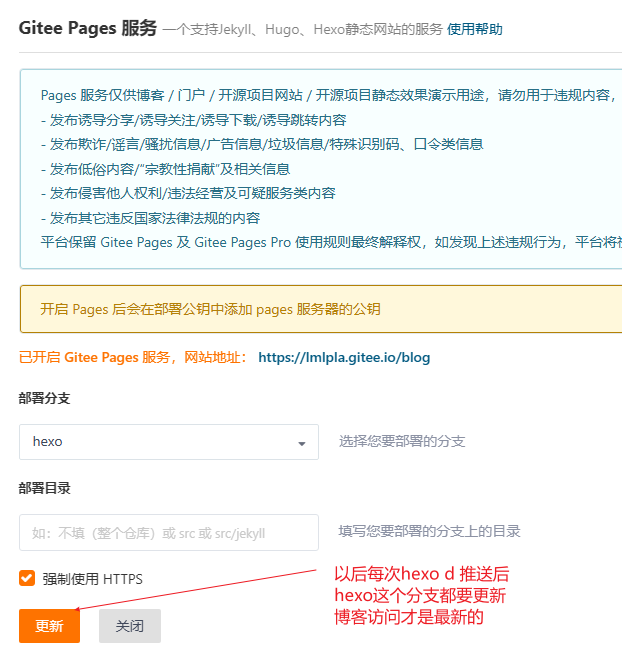 Gitee Pages 服务 一个支持Jekyll、Hugo、Hexo静态网站的服务 使用帮助
Pages 服务仅供博客 / 门户 / 开源项目网站 / 开源项目静态效果演示用途，请勿用于违规内容，
- 发布诱导分享/诱导关注/诱导下载/诱导跳转内容
- 发布欺诈/谣言/骚扰信息/广告信息/垃圾信息/特殊识别码、口令类信息
- 发布低俗内容/“宗教性捐献”及相关信息
- 发布侵害他人权利/违法经营及可疑服务类内容
- 发布其它违反国家法律法规的内容
平台保留 Gitee Pages 及 Gitee Pages Pro 使用规则最终解释权，如发现上述违规行为，平台将视
开启 Pages 后会在部署公钥中添加 pages 服务器的公钥
已开启 Gitee Pages 服务，网站地址： https://lmlpla.gitee.io/blog
部署分支
hexo 选择您要部署的分支
部署目录
如：不填（整个仓库）或 src 或 src/jekyll 填写您要部署的分支上的目录
强制使用 HTTPS
以后每次hexo d 推送后
hexo这个分支都要更新
博客访问才是最新的
更新 关闭